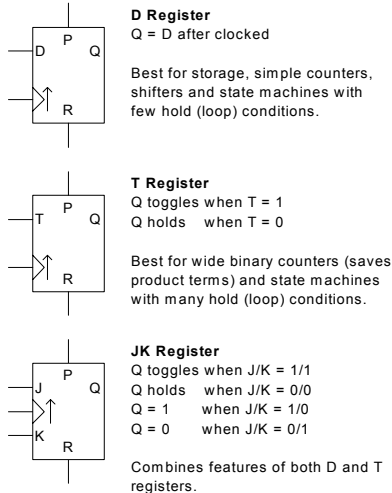 P
D Q
R
D Register
Q = D after clocked
Best for storage, simple counters,
shifters and state machines with
few hold (loop) conditions.
P
T Q
R
T Register
Q toggles when T = 1
Q holds when T = 0
Best for wide binary counters (saves
product terms) and state machines
with many hold (loop) conditions.
P
J Q
K
R
JK Register
Q toggles when J/K = 1/1
Q holds when J/K = 0/0
Q = 1 when J/K = 1/0
Q = 0 when J/K = 0/1
Combines features of both D and T
registers.